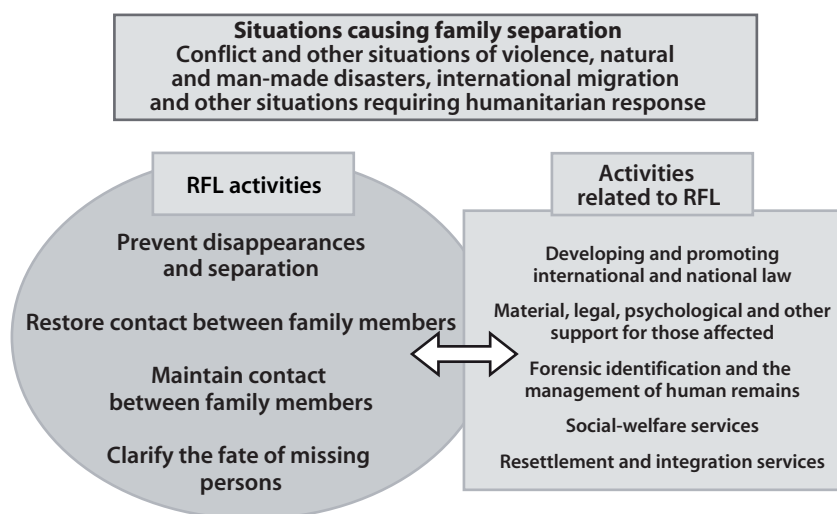 Situations causing family separation
Conflict and other situations of violence, natural
and man-made disasters, international migration
and other situations requiring humanitarian response
RFL activities
Prevent disappearances
and separation
Restore contact between family members
Maintain contact
between family members
Clarify the fate of missing
persons
Activities
related to RFL
Developing and promoting
international and national law
Material, legal, psychological and other
support for those affected
Forensic identification and the
management of human remains
Social-welfare services
Resettlement and integration services